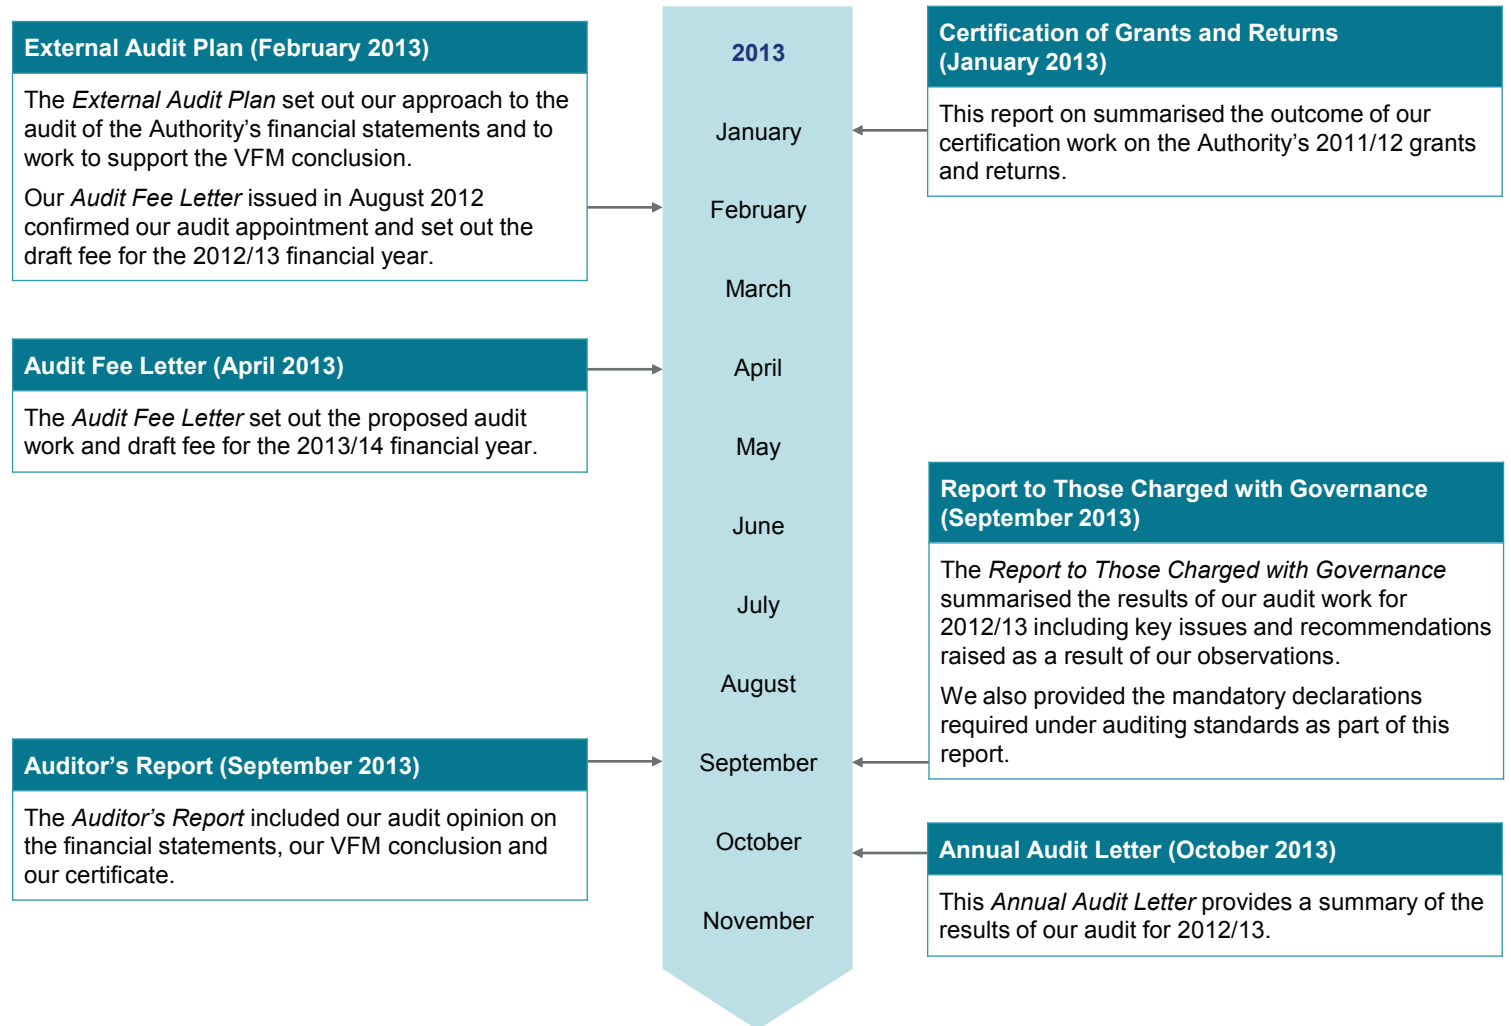 External Audit Plan (February 2013)
The External Audit Plan set out our approach to the
audit of the Authority’s financial statements and to
work to support the VFM conclusion.
Our Audit Fee Letter issued in August 2012
confirmed our audit appointment and set out the
draft fee for the 2012/13 financial year.
Audit Fee Letter (April 2013)
The Audit Fee Letter set out the proposed audit
work and draft fee for the 2013/14 financial year.
Auditor’s Report (September 2013)
The Auditor’s Report included our audit opinion on
the financial statements, our VFM conclusion and
our certificate.
2013
January
February
March
April
May
June
July
August
September
October
November
Certification of Grants and Returns
(January 2013)
This report on summarised the outcome of our
certification work on the Authority’s 2011/12 grants
and returns.
Report to Those Charged with Governance
(September 2013)
The Report to Those Charged with Governance
summarised the results of our audit work for
2012/13 including key issues and recommendations
raised as a result of our observations.
We also provided the mandatory declarations
required under auditing standards as part of this
report.
Annual Audit Letter (October 2013)
This Annual Audit Letter provides a summary of the
results of our audit for 2012/13.